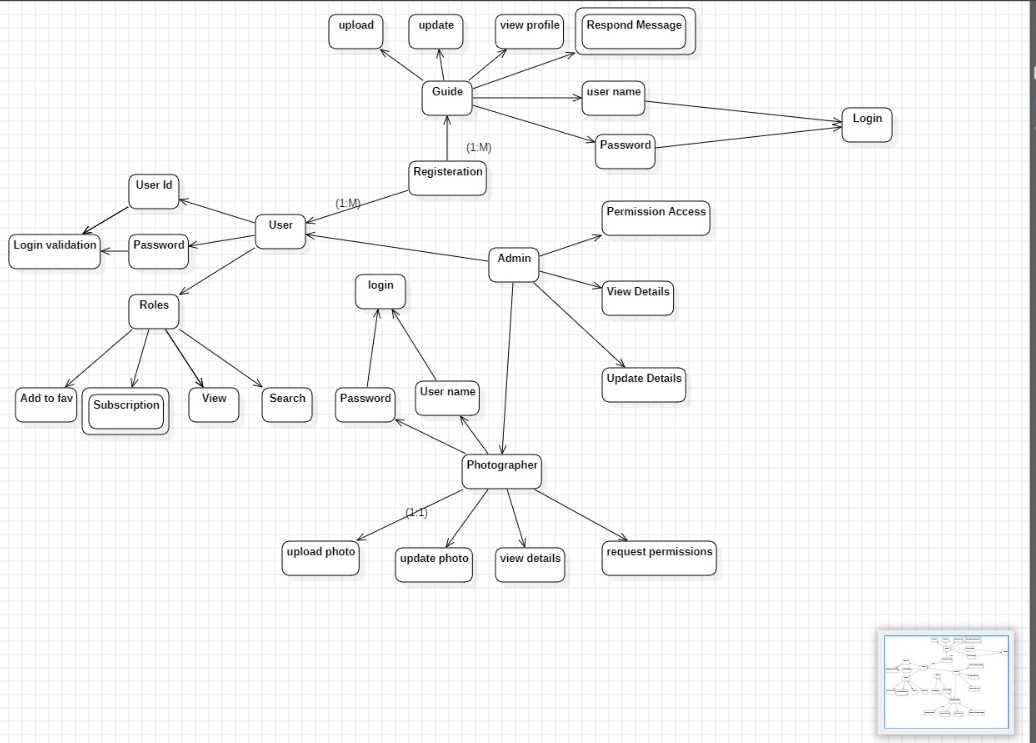 upload
update
view profile
Respond Message
Guide
user name
Login
Password
(1:M)
Registeration
User Id
(1:M)
Permission Access
User
Login validation
Password
Admin
login
View Details
Roles
Update Details
Add to fav
Subscription
View
Search
Password
User name
Photographer
(1:1)
upload photo
update photo
view details
request permissions